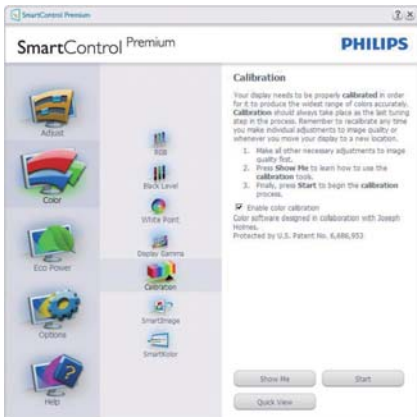 SmartControl Premium
SmartControl Premium
PHILIPS
Adjust
Color
Eco Power
Options
Help
RGB
Black Level
White Point
Display Gamma
Calibration
SmartImage
SmartKolor
Calibration
Your display needs to be properly calibrated in order
for it to produce the widest range of colors accurately.
Calibration should always take place as the last tuning
step in the process. Remember to recalibrate any time
you make individual adjustments to image quality or
whenever you move your display to a new location.
1. Make all other necessary adjustments to image
quality first.
2. Press Show Me to learn how to use the
calibration tools.
3. Finally, press Start to begin the calibration
process.
Enable color calibration
Color software designed in collaboration with Joseph
Holmes.
Protected by U.S. Patent No. 6,686,953
Show Me
Start
Quick View